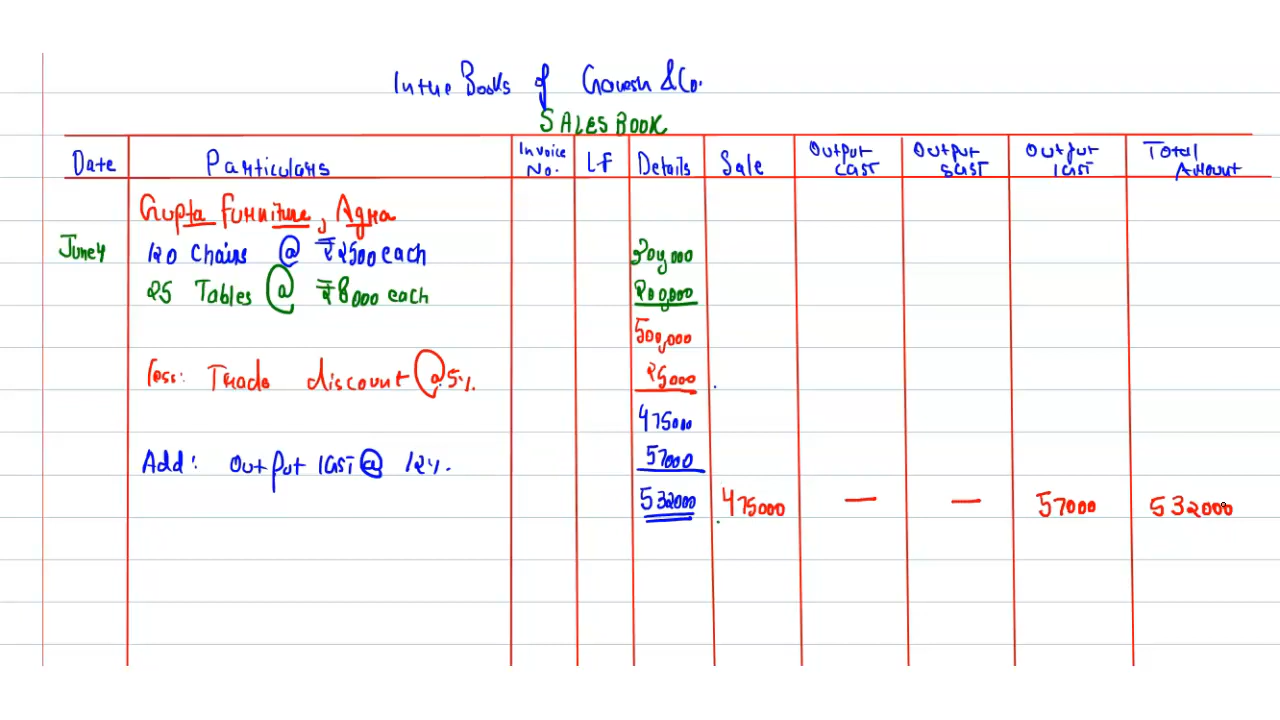 In the Books of Ganesh & Co.
SALES BOOK
Date Particulars Invoice No. LF Details Sale Output CGST Output SGST Output IGST Total Amount
Gupta Furniture, Agra
June 4 120 Chairs @ ₹2500 each 300,000
25 Tables @ ₹8000 each 200,000
500,000
Less: Trade discount @ 5%. 25000
475000
Add: Output IGST @ 12%. 57000
532000 475000 — — 57000 532000